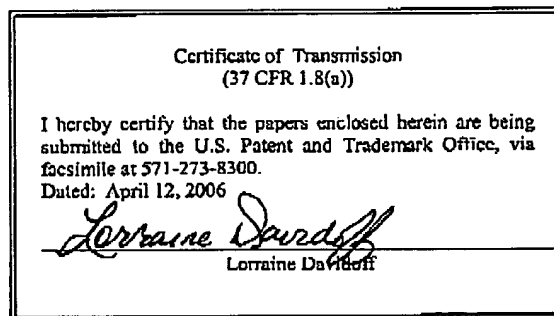 Certificate of Transmission
(37 CFR 1.8(a))
I hereby certify that the papers enclosed herein are being
submitted to the U.S. Patent and Trademark Office, via
facsimile at 571-273-8300.
Dated: April 12, 2006
Lorraine Davidoff
Lorraine Davidoff